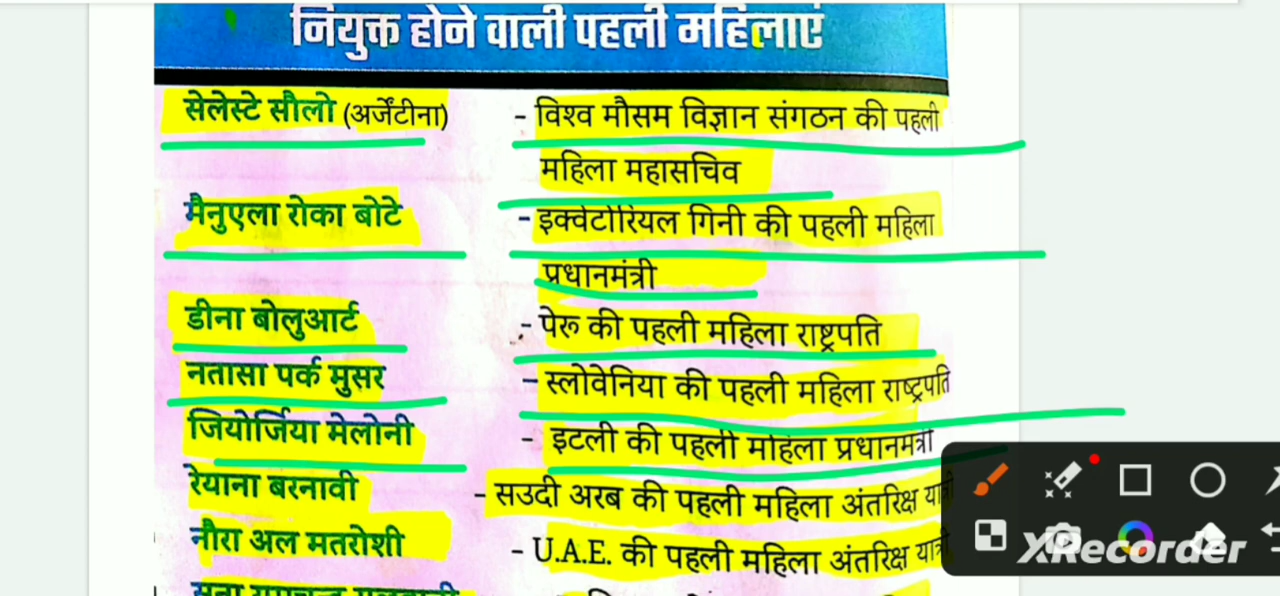 नियुक्त होने वाली पहली महिलाएं
सेलेस्टे सौलो (अर्जेंटीना) - विश्व मौसम विज्ञान संगठन की पहली
महिला महासचिव
मैनुएला रोका बोटे - इक्वेटोरियल गिनी की पहली महिला
प्रधानमंत्री
डीना बोलुआर्ट - पेरू की पहली महिला राष्ट्रपति
नतासा पर्क मुसर - स्लोवेनिया की पहली महिला राष्ट्रपति
जियोर्जिया मेलोनी - इटली की पहली महिला प्रधानमंत्री
रेयाना बरनावी - सउदी अरब की पहली महिला अंतरिक्ष
नौरा अल मतरोशी - U.A.E. की पहली महिला अंतरिक्ष
XRecorder